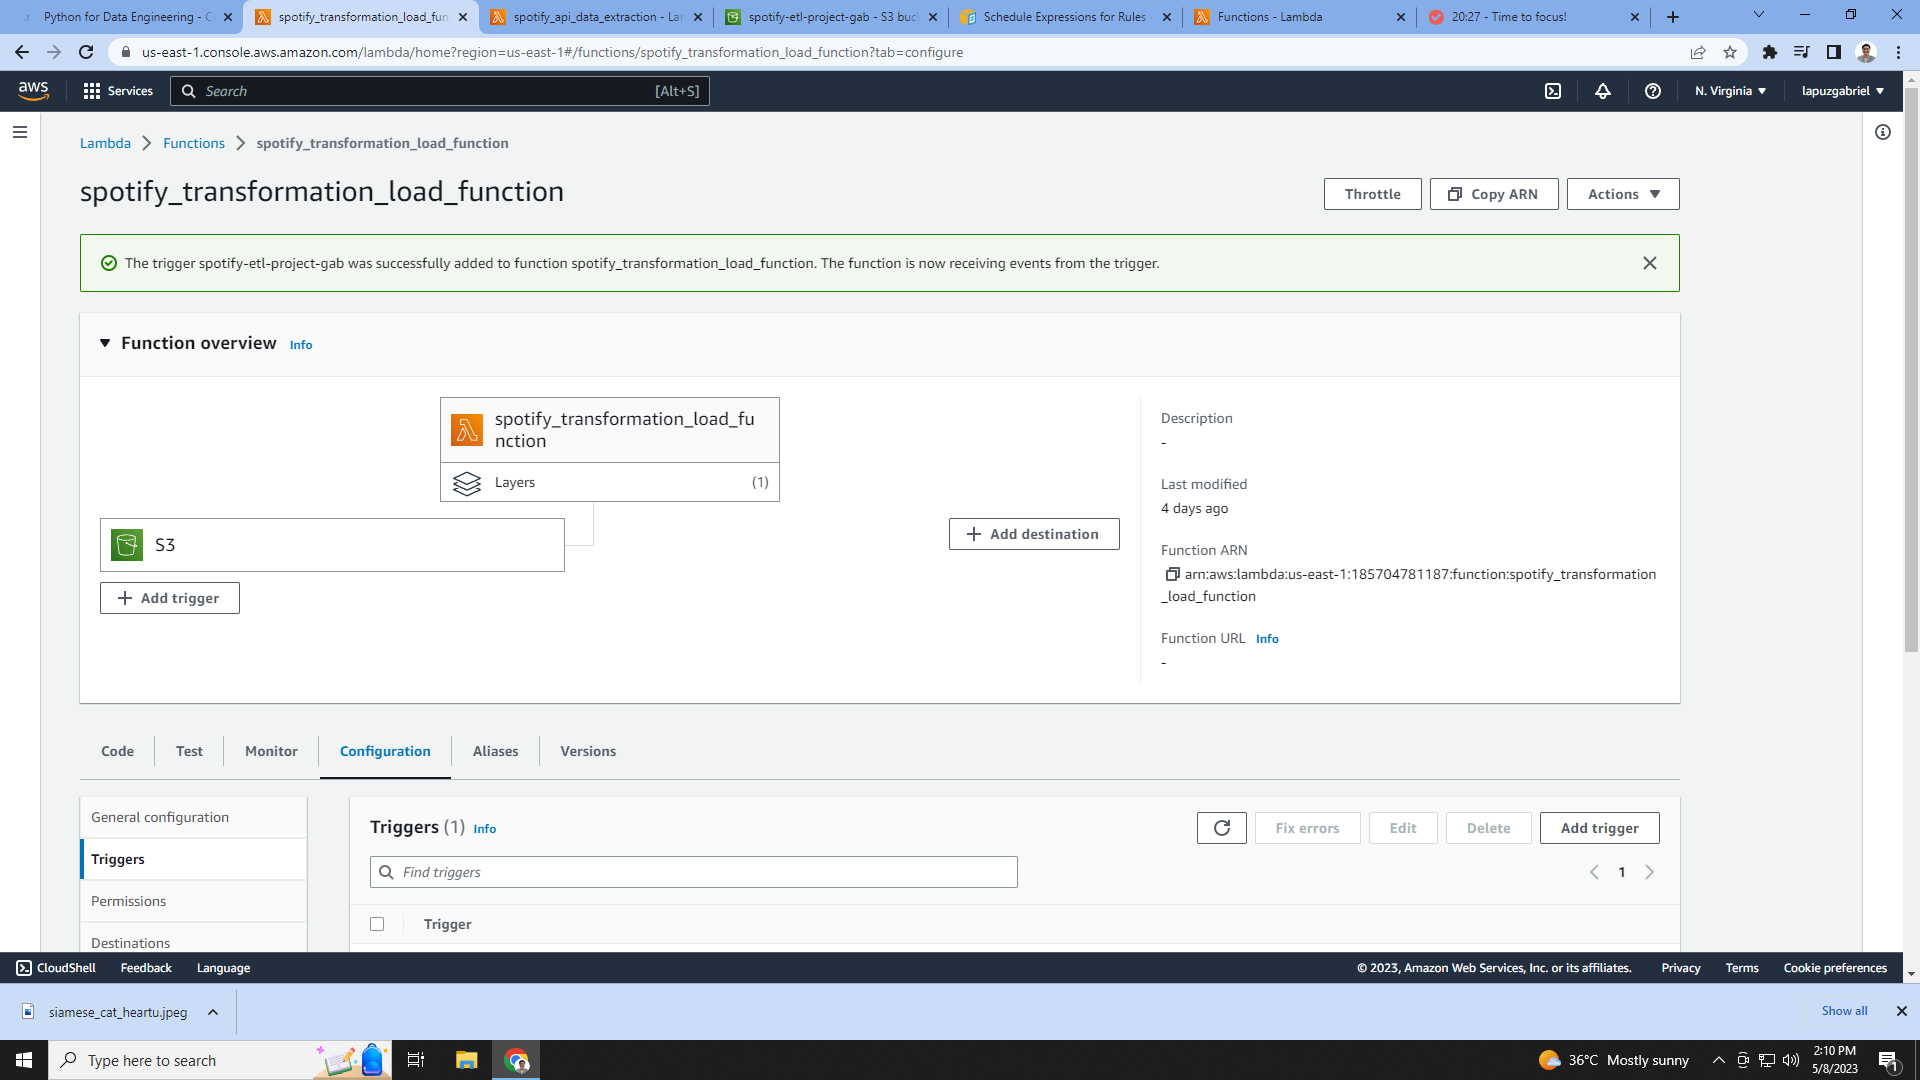 Python for Data Engineering - C
spotify_transformation_load_fun
spotify_api_data_extraction - La
spotify-etl-project-gab - S3 buc
Schedule Expressions for Rules -
Functions - Lambda
20:27 - Time to focus!
us-east-1.console.aws.amazon.com/lambda/home?region=us-east-1#/functions/spotify_transformation_load_function?tab=configure
aws
Services
Search
[Alt+S]
N. Virginia
lapuzgabriel
Lambda
Functions
spotify_transformation_load_function
spotify_transformation_load_function
Throttle
Copy ARN
Actions
The trigger spotify-etl-project-gab was successfully added to function spotify_transformation_load_function. The function is now receiving events from the trigger.
Function overview Info
spotify_transformation_load_fu
nction
Layers
(1)
S3
Add trigger
Add destination
Description
-
Last modified
4 days ago
Function ARN
arn:aws:lambda:us-east-1:185704781187:function:spotify_transformation
_load_function
Function URL Info
-
Code
Test
Monitor
Configuration
Aliases
Versions
General configuration
Triggers
Permissions
Destinations
Triggers (1) Info
Fix errors
Edit
Delete
Add trigger
Find triggers
1
Trigger
CloudShell
Feedback
Language
© 2023, Amazon Web Services, Inc. or its affiliates.
Privacy
Terms
Cookie preferences
siamese_cat_heartu.jpeg
Show all
Type here to search
36°C Mostly sunny
2:10 PM
5/8/2023
1